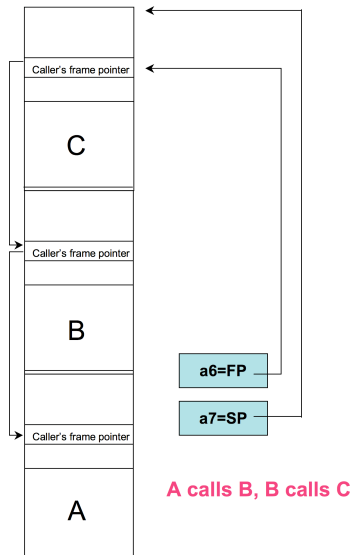 Caller's frame pointer
C
Caller's frame pointer
B
a6=FP
a7=SP
Caller's frame pointer
A calls B, B calls C
A